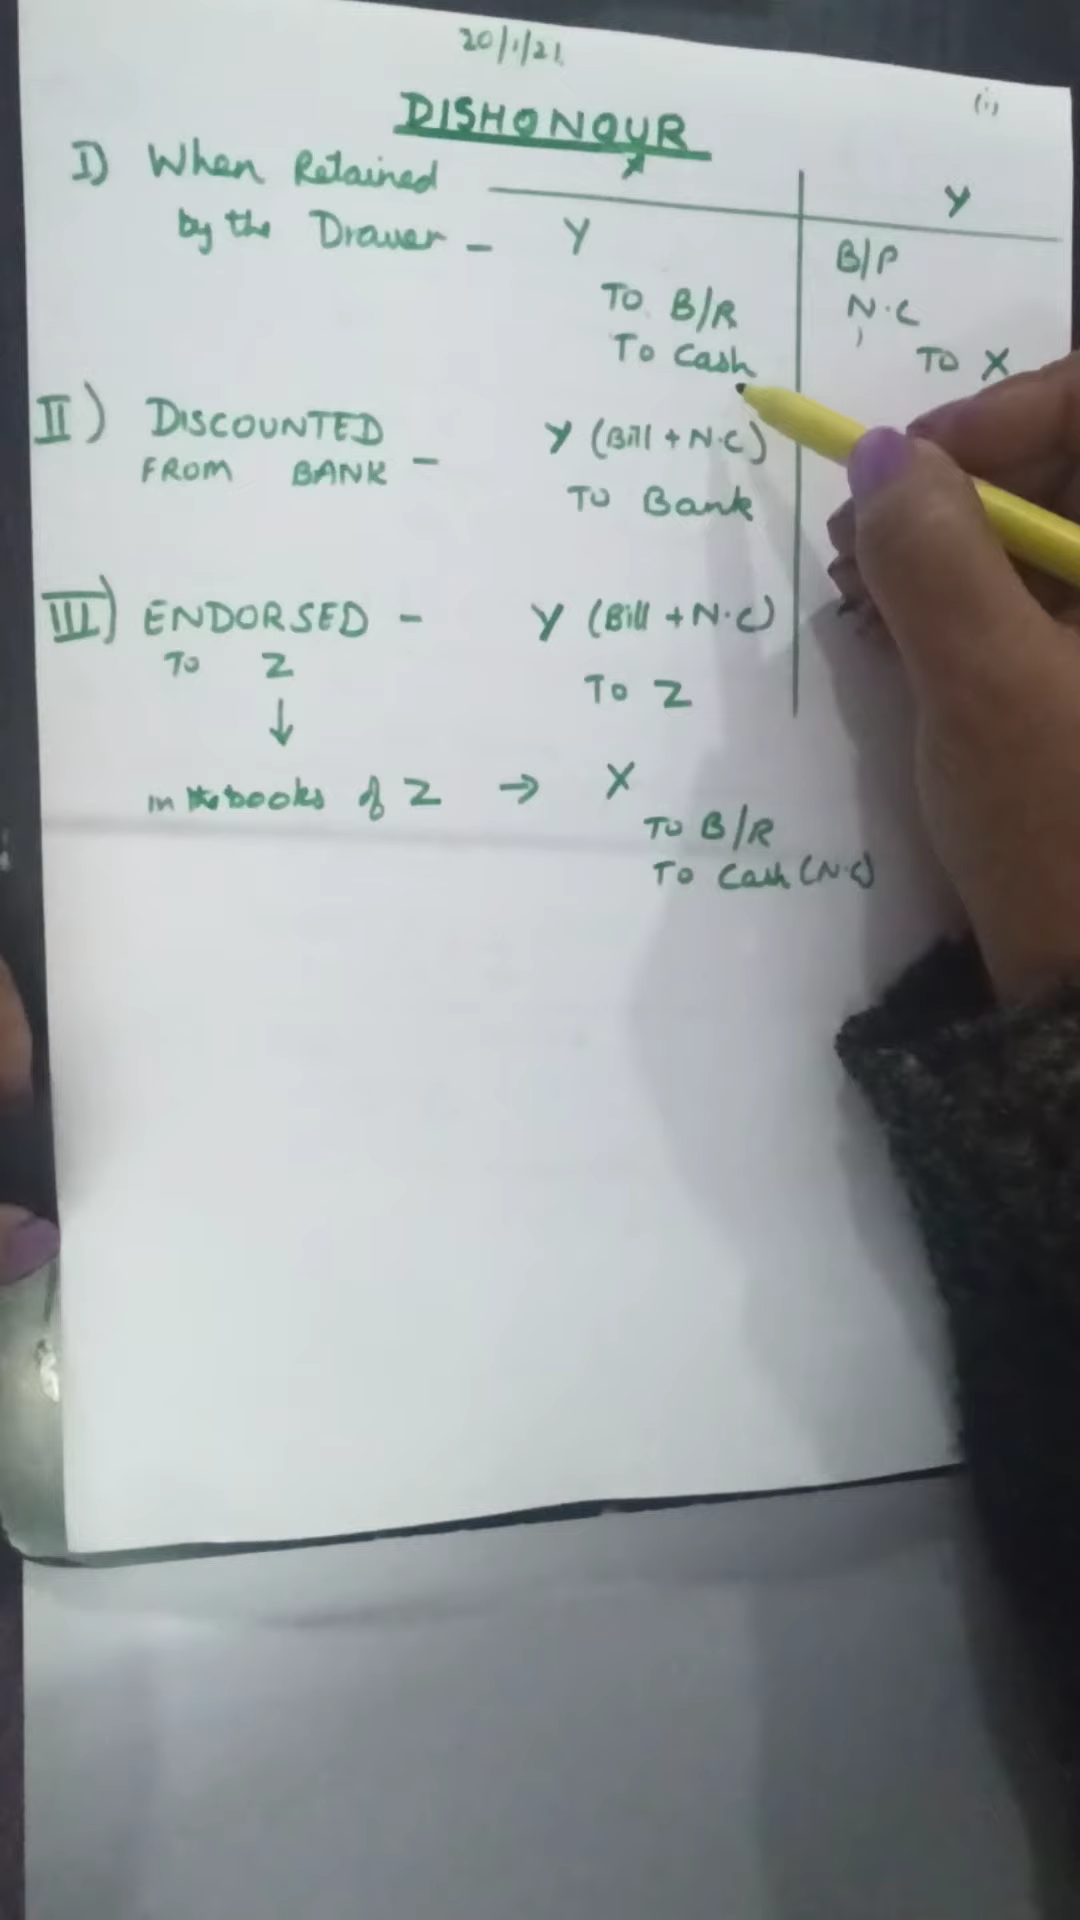 20/1/21
(i)
DISHONOUR
I) When Retained by the Drawer -
X
Y
To B/R
To Cash
Y
B/P
N.C
To X
II) DISCOUNTED FROM BANK -
Y (Bill + N.C)
To Bank
III) ENDORSED - Y (Bill + N.C)
To Z
To Z
↓
in the books of Z → X
To B/R
To Cash (N.C)